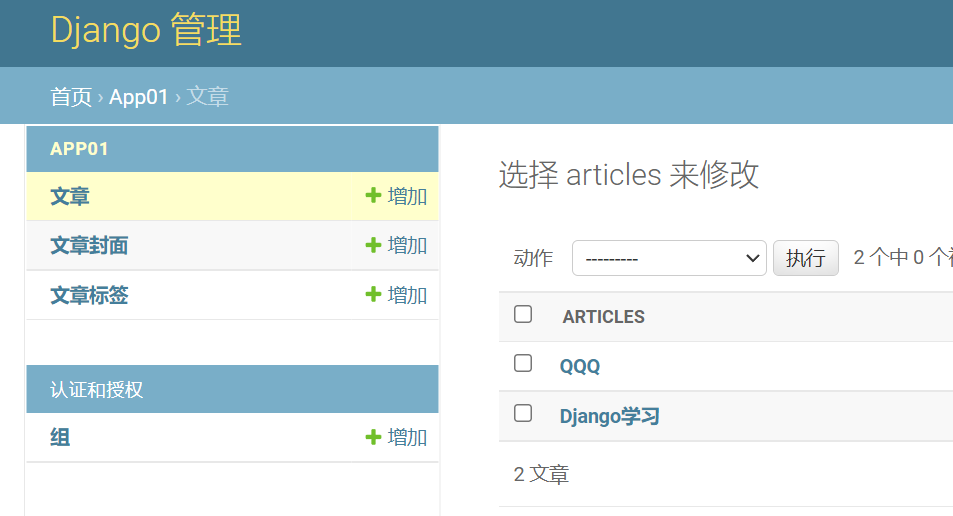 Django 管理
首页 › App01 › 文章
APP01
文章 增加
文章封面 增加
文章标签 增加
认证和授权
组 增加
选择 articles 来修改
动作 --------- 执行 2 个中 0 个
ARTICLES
QQQ
Django学习
2 文章